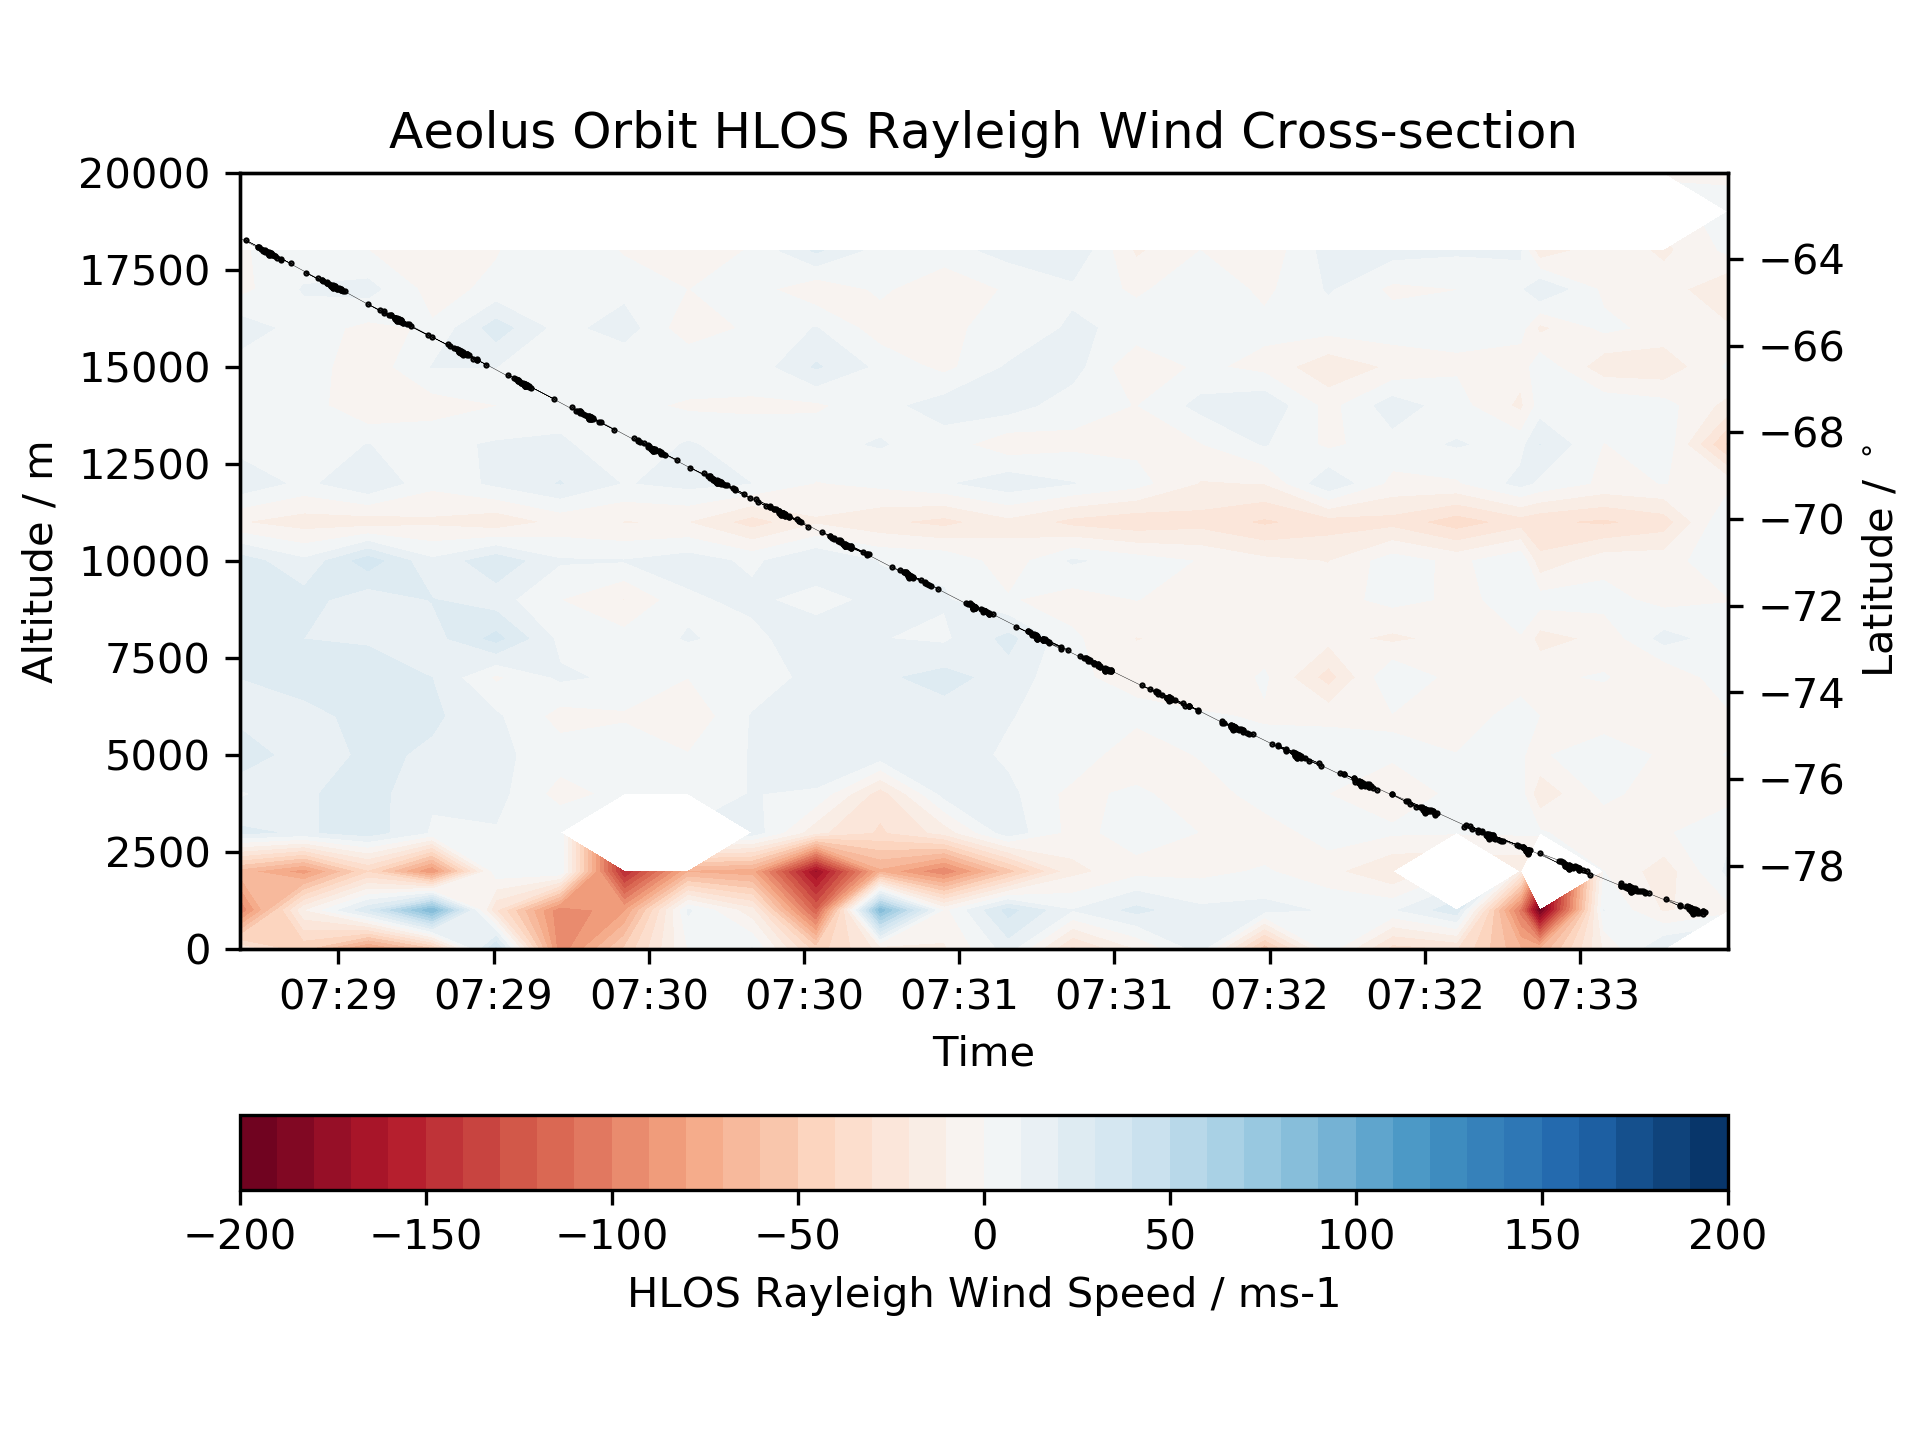 Aeolus Orbit HLOS Rayleigh Wind Cross-section
20000
17500
15000
12500
10000
7500
5000
2500
0
Altitude / m
−64
−66
−68
−70
−72
−74
−76
−78
Latitude / °
07:29 07:29 07:30 07:30 07:31 07:31 07:32 07:32 07:33
Time
−200 −150 −100 −50 0 50 100 150 200
HLOS Rayleigh Wind Speed / ms-1